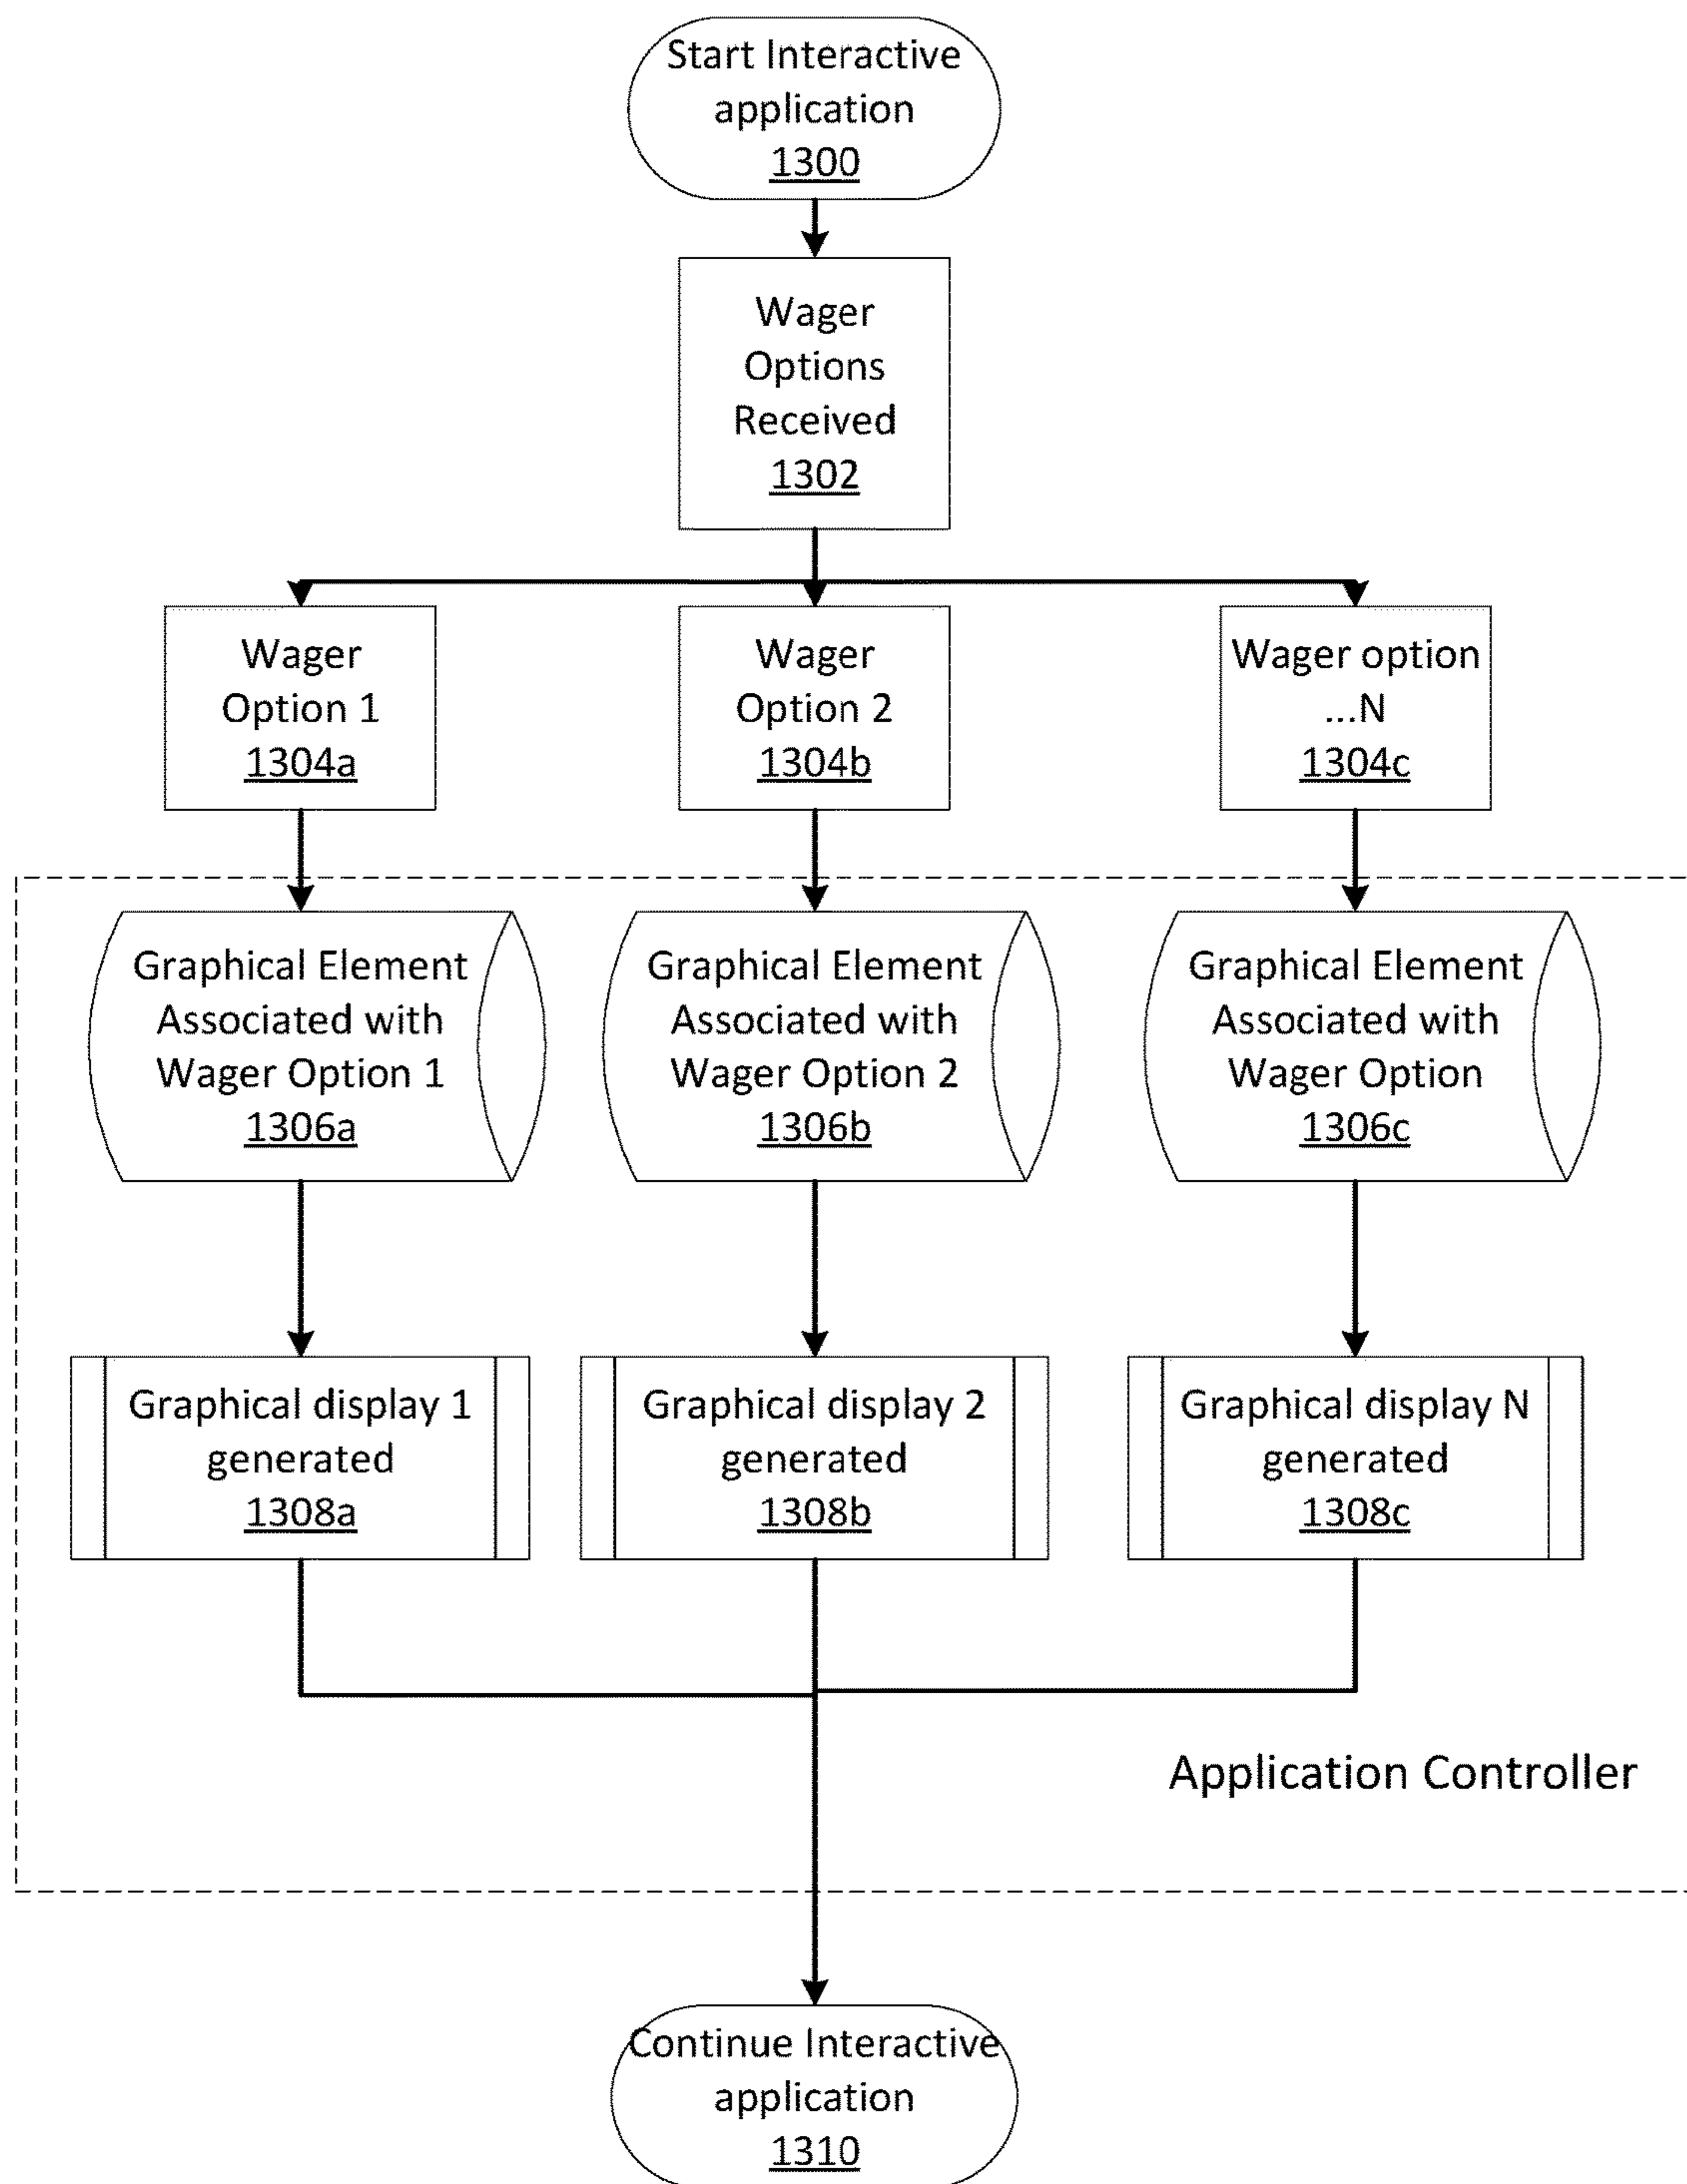 Start Interactive
application
1300
Wager
Options
Received
1302
Wager
Option 1
1304a
Wager
Option 2
1304b
Wager option
...N
1304c
Graphical Element
Associated with
Wager Option 1
1306a
Graphical Element
Associated with
Wager Option 2
1306b
Graphical Element
Associated with
Wager Option
1306c
Graphical display 1
generated
1308a
Graphical display 2
generated
1308b
Graphical display N
generated
1308c
Application Controller
Continue Interactive
application
1310